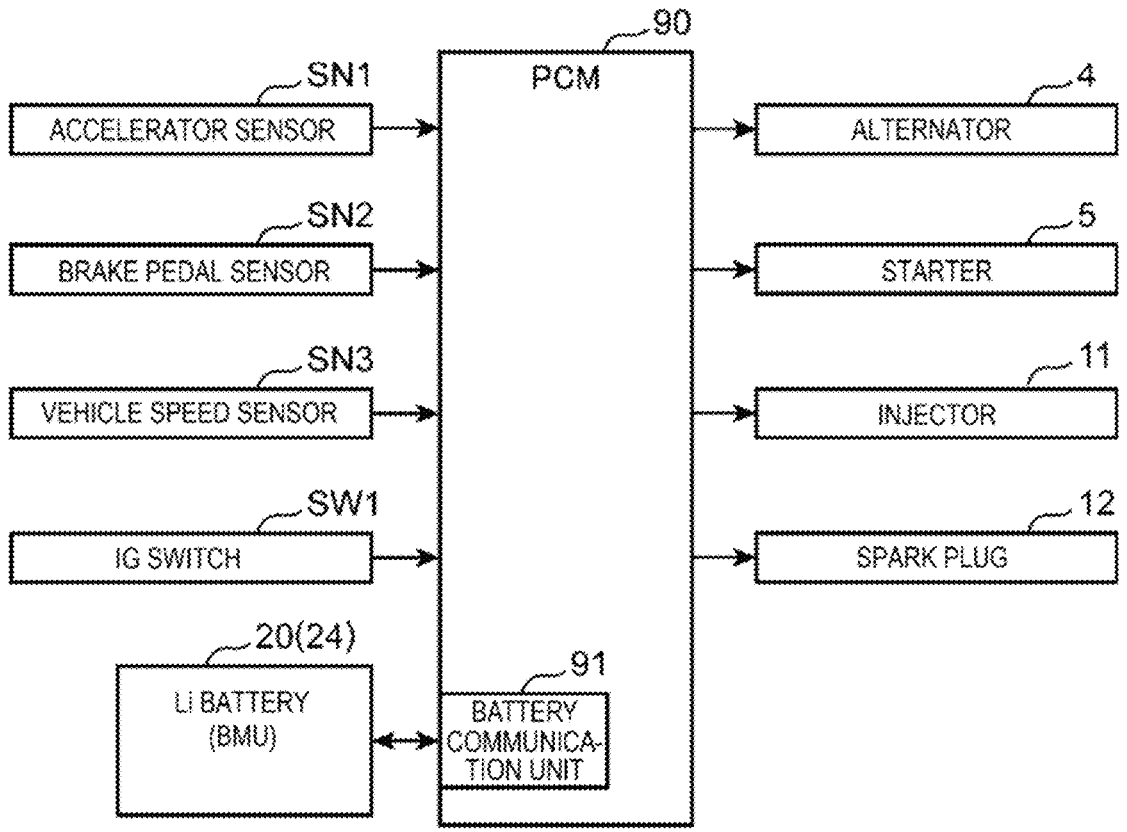 90
PCM
SN1
ACCELERATOR SENSOR
SN2
BRAKE PEDAL SENSOR
SN3
VEHICLE SPEED SENSOR
SW1
IG SWITCH
20(24)
Li BATTERY
(BMU)
91
BATTERY
COMMUNICA-
TION UNIT
4
ALTERNATOR
5
STARTER
11
INJECTOR
12
SPARK PLUG